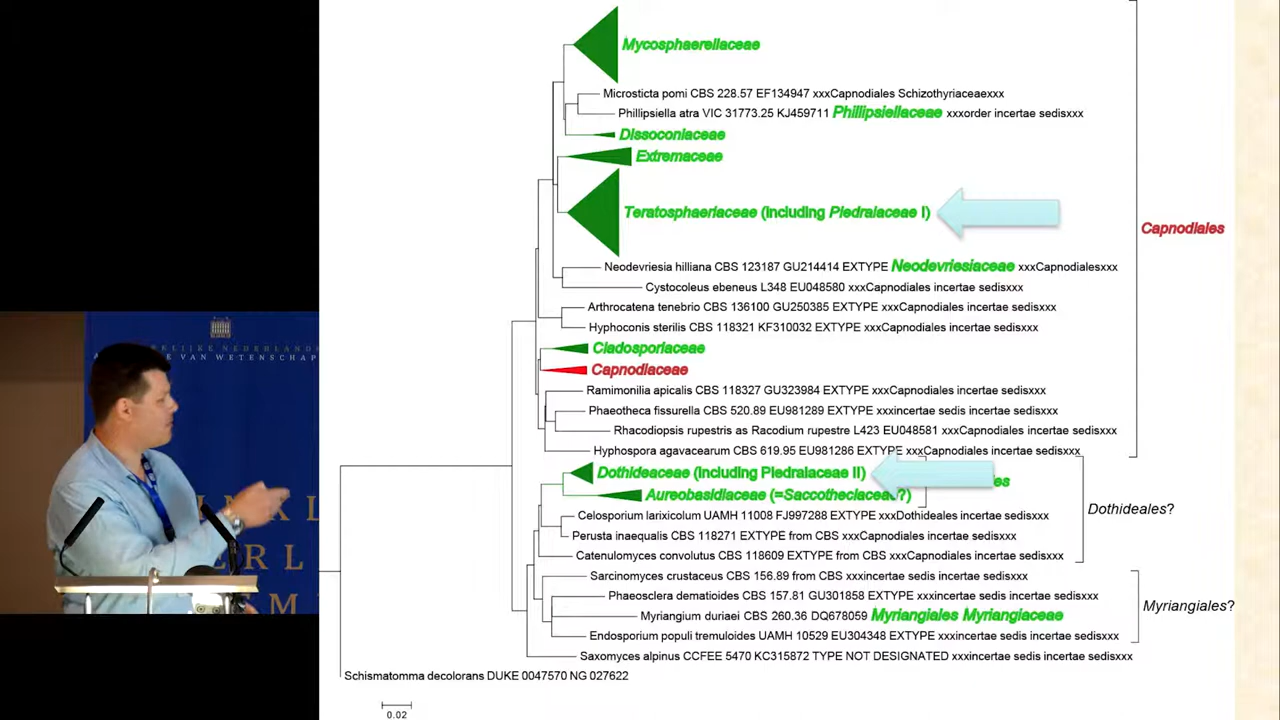 Mycosphaerellaceae
Microsticta pomi CBS 228.57 EF134947 xxxCapnodiales Schizothyriaceaexxx
Phillipsiella atra VIC 31773.25 KJ459711 Phillipsiellaceae xxxorder incertae sedisxxx
Dissoconiaceae
Extremaceae
Teratosphaeriaceae (including Piedraiaceae I)
Capnodiales
Neodevriesia hilliana CBS 123187 GU214414 EXTYPE Neodevriesiaceae xxxCapnodialesxxx
Cystocoleus ebeneus L348 EU048580 xxxCapnodiales incertae sedisxxx
Arthrocatena tenebrio CBS 136100 GU250385 EXTYPE xxxCapnodiales incertae sedisxxx
Hyphoconis sterilis CBS 118321 KF310032 EXTYPE xxxCapnodiales incertae sedisxxx
Cladosporiaceae
Capnodiaceae
Ramimonilia apicalis CBS 118327 GU323984 EXTYPE xxxCapnodiales incertae sedisxxx
Phaeotheca fissurella CBS 520.89 EU981289 EXTYPE xxxincertae sedis incertae sedisxxx
Rhacodiopsis rupestris as Racodium rupestre L423 EU048581 xxxCapnodiales incertae sedisxxx
Hyphospora agavacearum CBS 619.95 EU981286 EXTYPE xxxCapnodiales incertae sedisxxx
Dothideaceae (including Piedraiaceae II)
es
Aureobasidiaceae (=Saccotheciaceae?)
Dothideales?
Celosporium larixicolum UAMH 11008 FJ997288 EXTYPE xxxDothideales incertae sedisxxx
Perusta inaequalis CBS 118271 EXTYPE from CBS xxxCapnodiales incertae sedisxxx
Catenulomyces convolutus CBS 118609 EXTYPE from CBS xxxCapnodiales incertae sedisxxx
Sarcinomyces crustaceus CBS 156.89 from CBS xxxincertae sedis incertae sedisxxx
Phaeosclera dematioides CBS 157.81 GU301858 EXTYPE xxxincertae sedis incertae sedisxxx
Myriangiales?
Myriangium duriaei CBS 260.36 DQ678059 Myriangiales Myriangiaceae
Endosporium populi tremuloides UAMH 10529 EU304348 EXTYPE xxxincertae sedis incertae sedisxxx
Saxomyces alpinus CCFEE 5470 KC315872 TYPE NOT DESIGNATED xxxincertae sedis incertae sedisxxx
Schismatomma decolorans DUKE 0047570 NG 027622
0.02
VAN WETENSCHAP